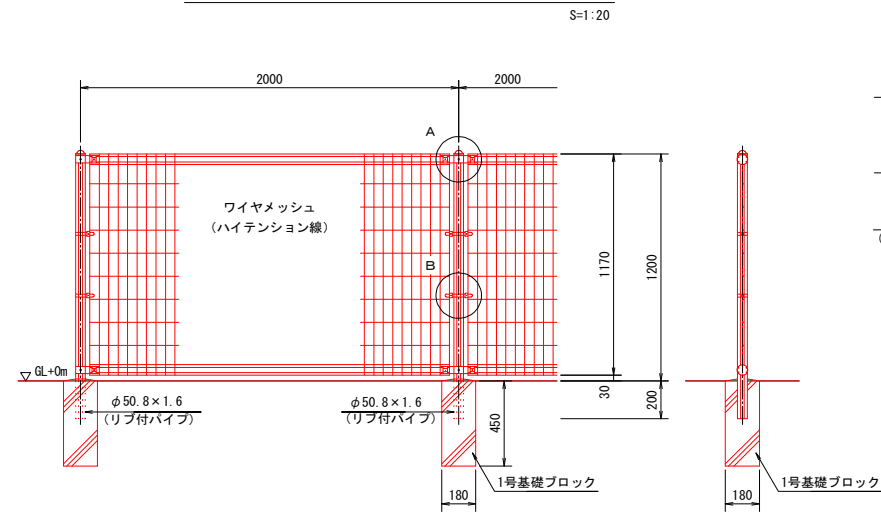 S=1:20
2000
2000
A
ワイヤメッシュ
(ハイテンション線)
B
1170
1200
GL+0m
30
200
φ50.8×1.6
(リブ付パイプ)
φ50.8×1.6
(リブ付パイプ)
450
1号基礎ブロック
180
1号基礎ブロック
180